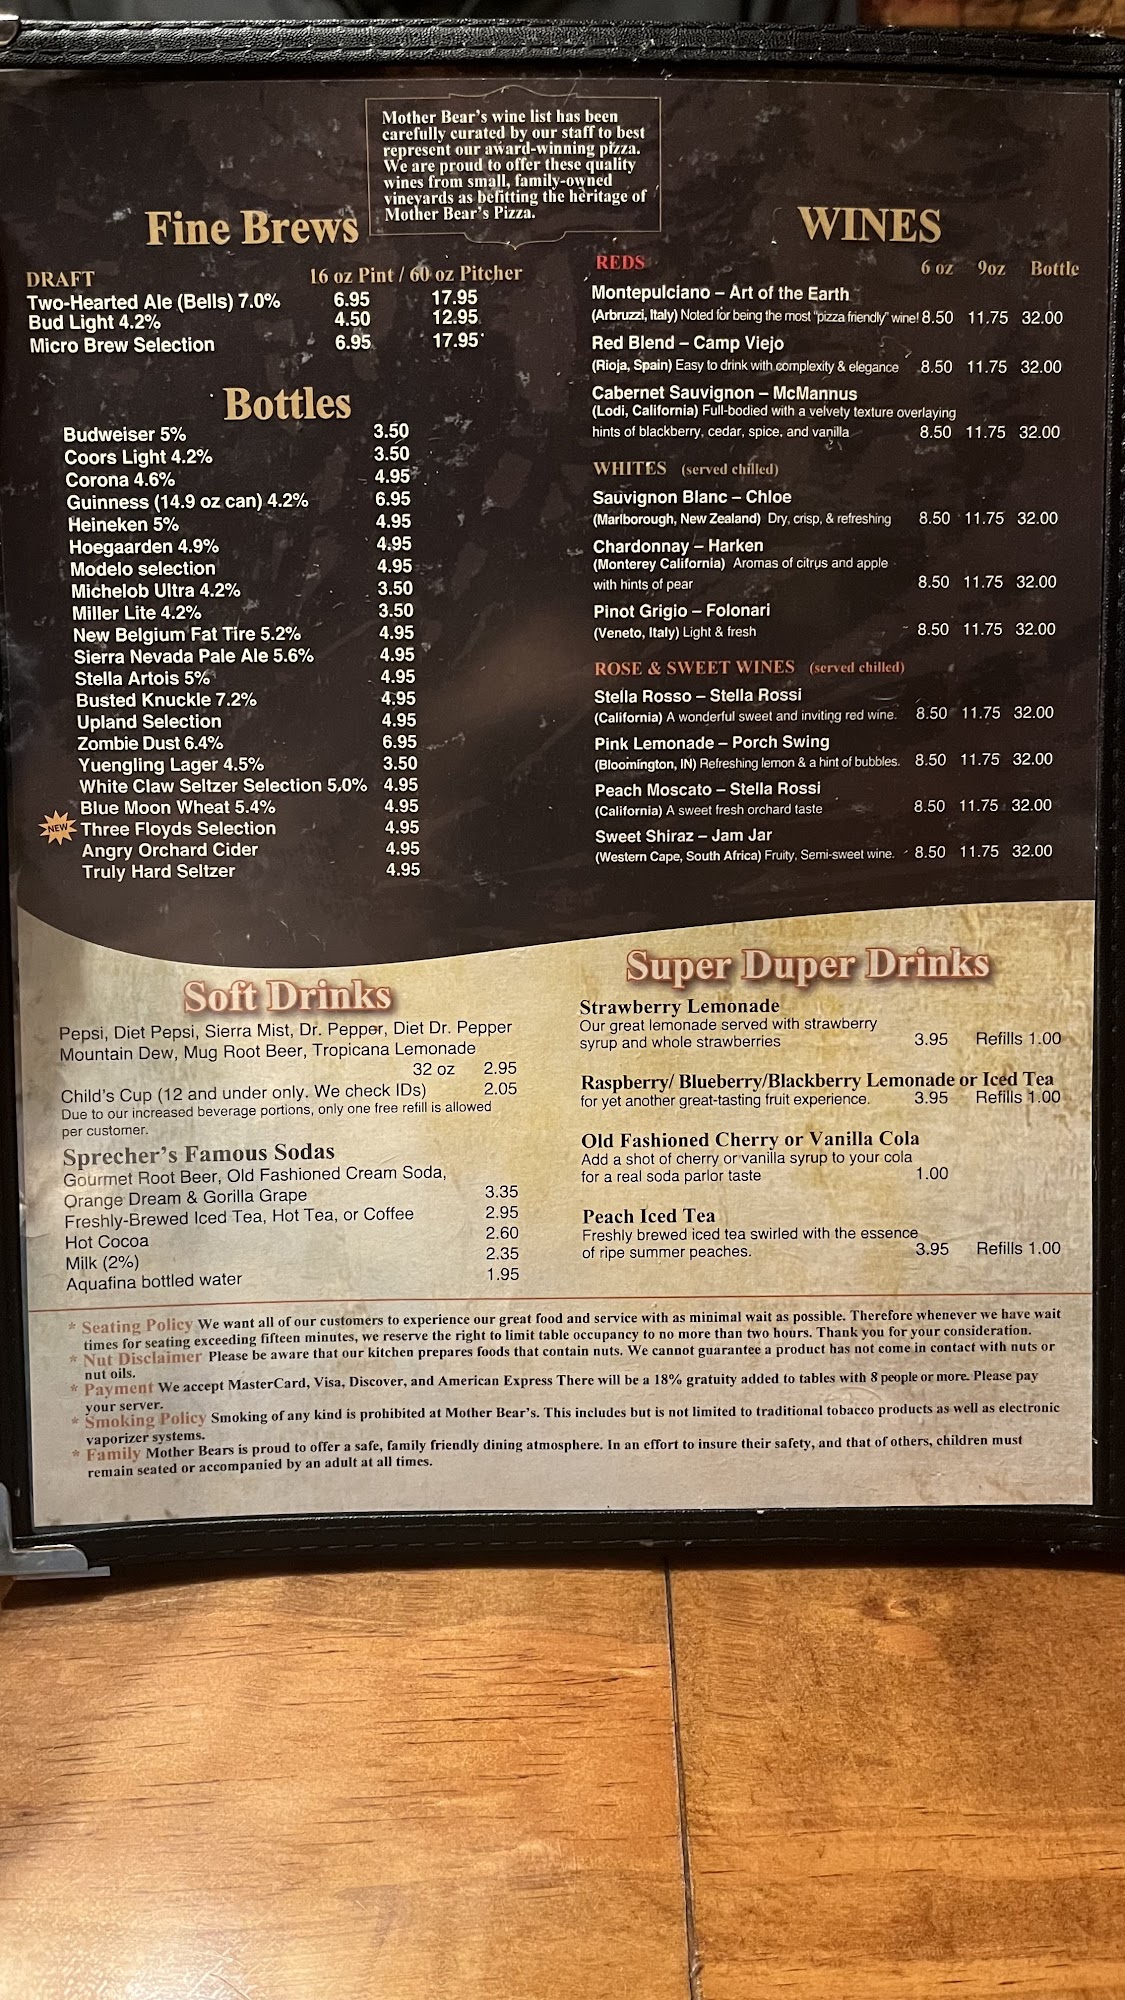 Mother Bear's wine list has been
carefully curated by our staff to best
represent our award-winning pizza.
We are proud to offer these quality
wines from small, family-owned
vineyards as befitting the heritage of
Mother Bear's Pizza.
Fine Brews
DRAFT 16 oz Pint / 60 oz Pitcher
Two-Hearted Ale (Bells) 7.0% 6.95 17.95
Bud Light 4.2% 4.50 12.95
Micro Brew Selection 6.95 17.95
Bottles
Budweiser 5% 3.50
Coors Light 4.2% 3.50
Corona 4.6% 4.95
Guinness (14.9 oz can) 4.2% 6.95
Heineken 5% 4.95
Hoegaarden 4.9% 4.95
Modelo selection 4.95
Michelob Ultra 4.2% 3.50
Miller Lite 4.2% 3.50
New Belgium Fat Tire 5.2% 4.95
Sierra Nevada Pale Ale 5.6% 4.95
Stella Artois 5% 4.95
Busted Knuckle 7.2% 4.95
Upland Selection 4.95
Zombie Dust 6.4% 6.95
Yuengling Lager 4.5% 3.50
White Claw Seltzer Selection 5,0% 4.95
Blue Moon Wheat 5.4% 4.95
NEW Three Floyds Selection 4.95
Angry Orchard Cider 4.95
Truly Hard Seltzer 4.95
WINES
REDS 6 oz 9oz Bottle
Montepulciano – Art of the Earth
(Arbruzzi, Italy) Noted for being the most "pizza friendly" wine! 8.50 11.75 32.00
Red Blend – Camp Viejo
(Rioja, Spain) Easy to drink with complexity & elegance 8.50 11.75 32.00
Cabernet Sauvignon – McMannus
(Lodi, California) Full-bodied with a velvety texture overlaying
hints of blackberry, cedar, spice, and vanilla 8.50 11.75 32.00
WHITES (served chilled)
Sauvignon Blanc – Chloe
(Marlborough, New Zealand) Dry, crisp, & refreshing 8.50 11.75 32.00
Chardonnay – Harken
(Monterey California) Aromas of citrus and apple
with hints of pear 8.50 11.75 32.00
Pinot Grigio – Folonari
(Veneto, Italy) Light & fresh 8.50 11.75 32.00
ROSE & SWEET WINES (served chilled)
Stella Rosso – Stella Rossi
(California) A wonderful sweet and inviting red wine. 8.50 11.75 32.00
Pink Lemonade – Porch Swing
(Bloomington, IN) Refreshing lemon & a hint of bubbles. 8.50 11.75 32.00
Peach Moscato – Stella Rossi
(California) A sweet fresh orchard taste 8.50 11.75 32.00
Sweet Shiraz – Jam Jar
(Western Cape, South Africa) Fruity, Semi-sweet wine. 8.50 11.75 32.00
Soft Drinks
Pepsi, Diet Pepsi, Sierra Mist, Dr. Pepper, Diet Dr. Pepper
Mountain Dew, Mug Root Beer, Tropicana Lemonade
32 oz 2.95
Child's Cup (12 and under only. We check IDs) 2.05
Due to our increased beverage portions, only one free refill is allowed
per customer.
Sprecher's Famous Sodas
Gourmet Root Beer, Old Fashioned Cream Soda,
Orange Dream & Gorilla Grape 3.35
Freshly-Brewed Iced Tea, Hot Tea, or Coffee 2.95
Hot Cocoa 2.60
Milk (2%) 2.35
Aquafina bottled water 1.95
Super Duper Drinks
Strawberry Lemonade
Our great lemonade served with strawberry
syrup and whole strawberries 3.95 Refills 1.00
Raspberry/ Blueberry/Blackberry Lemonade or Iced Tea
for yet another great-tasting fruit experience. 3.95 Refills 1.00
Old Fashioned Cherry or Vanilla Cola
Add a shot of cherry or vanilla syrup to your cola
for a real soda parlor taste 1.00
Peach Iced Tea
Freshly brewed iced tea swirled with the essence
of ripe summer peaches. 3.95 Refills 1.00
* Seating Policy We want all of our customers to experience our great food and service with as minimal wait as possible. Therefore whenever we have wait
times for seating exceeding fifteen minutes, we reserve the right to limit table occupancy to no more than two hours. Thank you for your consideration.
* Nut Disclaimer Please be aware that our kitchen prepares foods that contain nuts. We cannot guarantee a product has not come in contact with nuts or
nut oils.
* Payment We accept MasterCard, Visa, Discover, and American Express There will be a 18% gratuity added to tables with 8 people or more. Please pay
your server.
* Smoking Policy Smoking of any kind is prohibited at Mother Bear's. This includes but is not limited to traditional tobacco products as well as electronic
vaporizer systems.
* Family Mother Bears is proud to offer a safe, family friendly dining atmosphere. In an effort to insure their safety, and that of others, children must
remain seated or accompanied by an adult at all times.